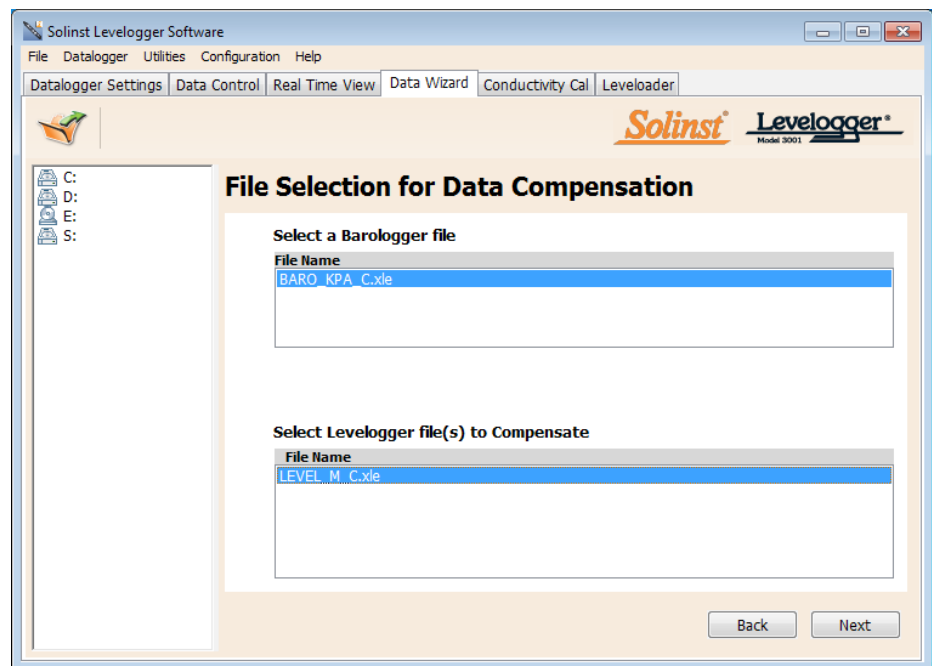 Solinst Levelogger Software
File Datalogger Utilities Configuration Help
Datalogger Settings Data Control Real Time View Data Wizard Conductivity Cal Leveloader
Solinst Levelogger®
Model 3001
C:
D:
E:
S:
File Selection for Data Compensation
Select a Barologger file
File Name
BARO_KPA_C.xle
Select Levelogger file(s) to Compensate
File Name
LEVEL_M_C.xle
Back Next